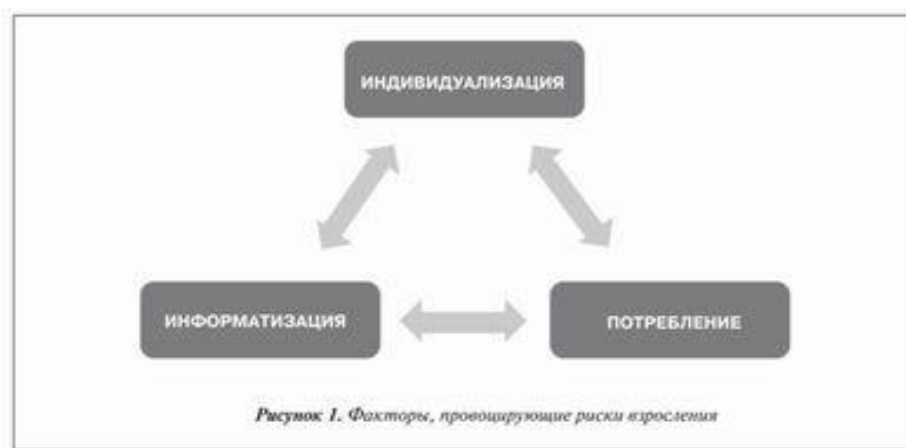 ИНДИВИДУАЛИЗАЦИЯ
ИНФОРМАТИЗАЦИЯ
ПОТРЕБЛЕНИЕ
Рисунок 1. Факторы, провоцирующие риски взросления